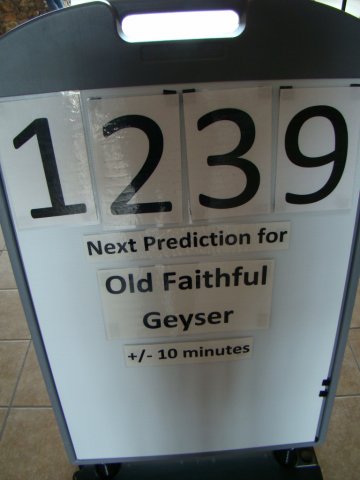 1239
Next Prediction for
Old Faithful
Geyser
+/- 10 minutes